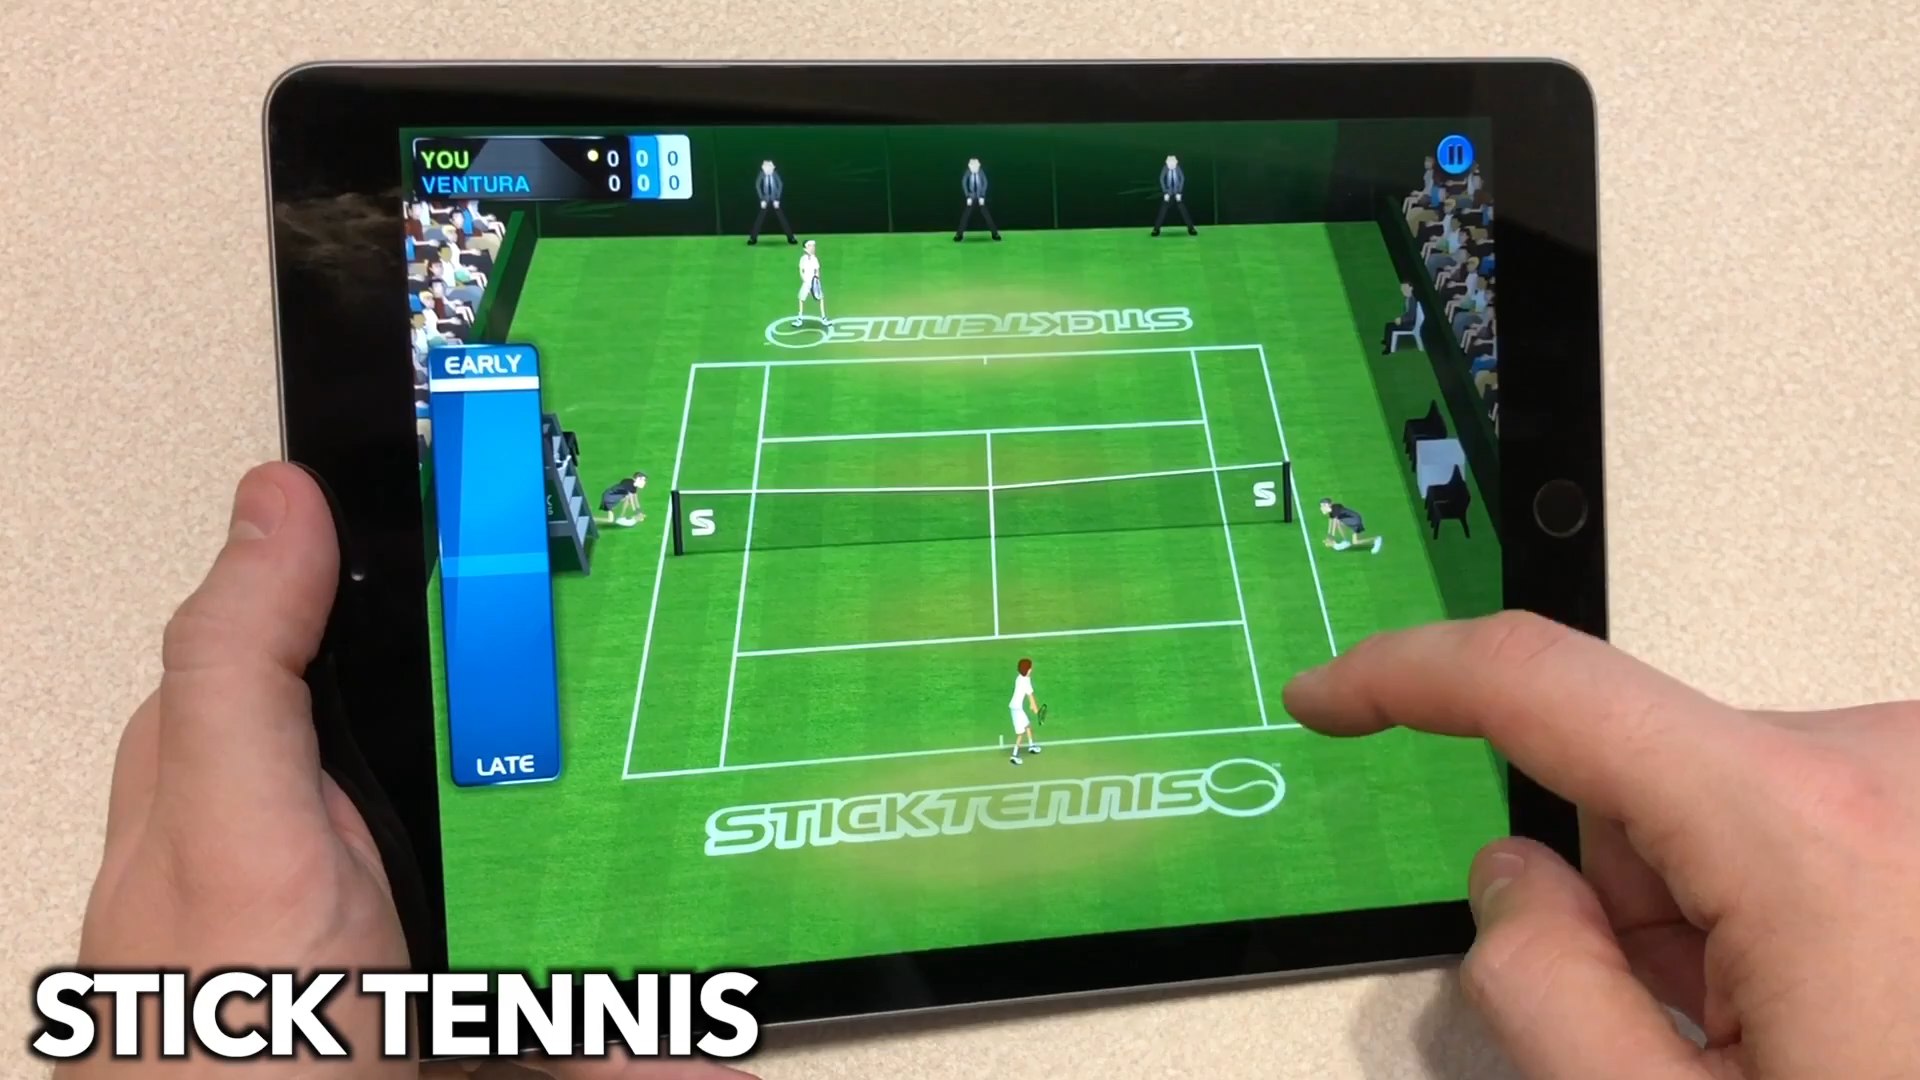 YOU 0 0 0
VENTURA 0 0 0
STICKTENNIS
EARLY
S
S
LATE
STICKTENNIS
STICK TENNIS